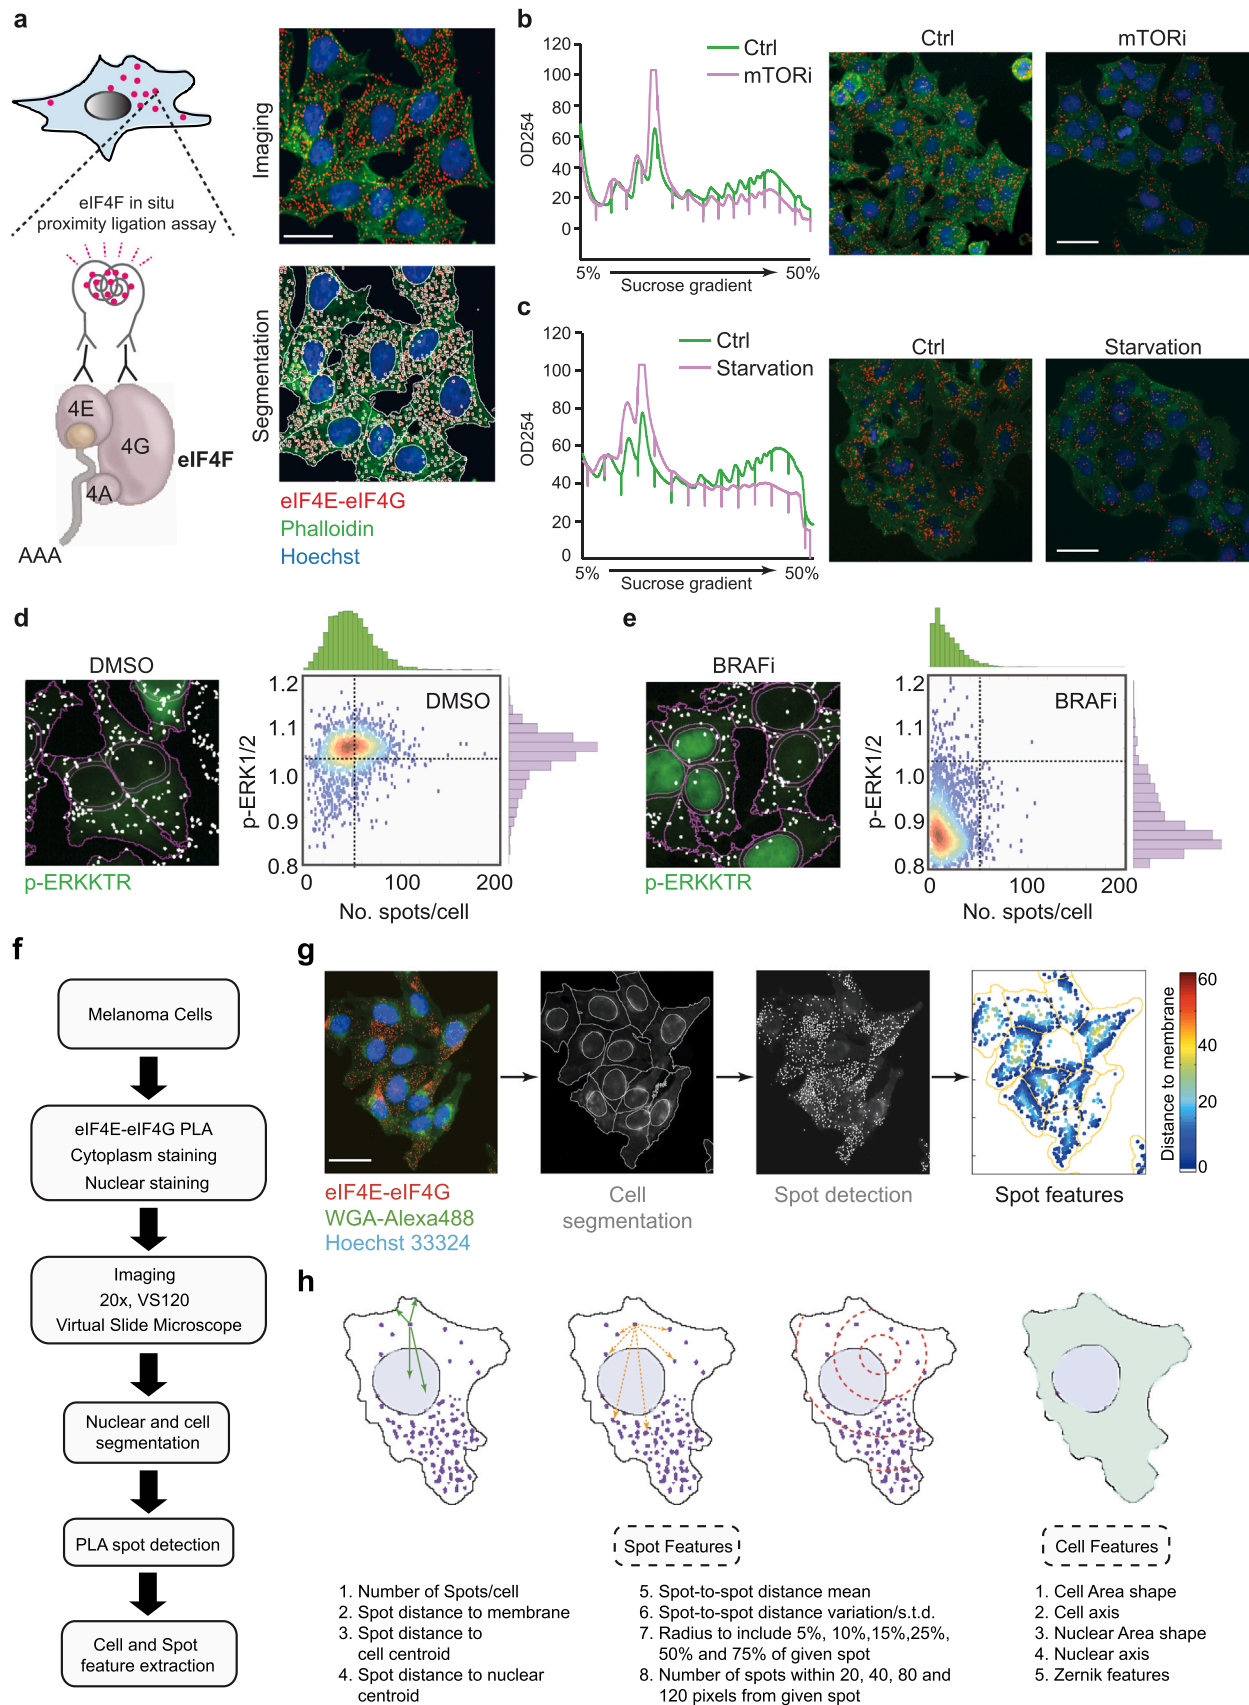 a
eIF4F in situ
proximity ligation assay
4E
4G
4A
eIF4F
AAA
Imaging
Segmentation
eIF4E-eIF4G
Phalloidin
Hoechst
b
Ctrl
mTORi
120
100
80
60
40
20
0
OD254
5%
50%
Sucrose gradient
Ctrl
mTORi
c
Ctrl
Starvation
120
100
80
60
40
20
0
OD254
5%
50%
Sucrose gradient
Ctrl
Starvation
d
DMSO
p-ERKKTR
DMSO
1.2
1.1
1.0
0.9
0.8
p-ERK1/2
0
100
200
No. spots/cell
e
BRAFi
p-ERKKTR
BRAFi
1.2
1.1
1.0
0.9
0.8
p-ERK1/2
0
100
200
No. spots/cell
f
Melanoma Cells
eIF4E-eIF4G PLA
Cytoplasm staining
Nuclear staining
Imaging
20x, VS120
Virtual Slide Microscope
Nuclear and cell
segmentation
PLA spot detection
Cell and Spot
feature extraction
g
eIF4E-eIF4G
WGA-Alexa488
Hoechst 33324
Cell
segmentation
Spot detection
Spot features
Distance to membrane
60
40
20
0
h
Spot Features
1. Number of Spots/cell
2. Spot distance to membrane
3. Spot distance to
cell centroid
4. Spot distance to nuclear
centroid
5. Spot-to-spot distance mean
6. Spot-to-spot distance variation/s.t.d.
7. Radius to include 5%, 10%,15%,25%,
50% and 75% of given spot
8. Number of spots within 20, 40, 80 and
120 pixels from given spot
Cell Features
1. Cell Area shape
2. Cell axis
3. Nuclear Area shape
4. Nuclear axis
5. Zernik features